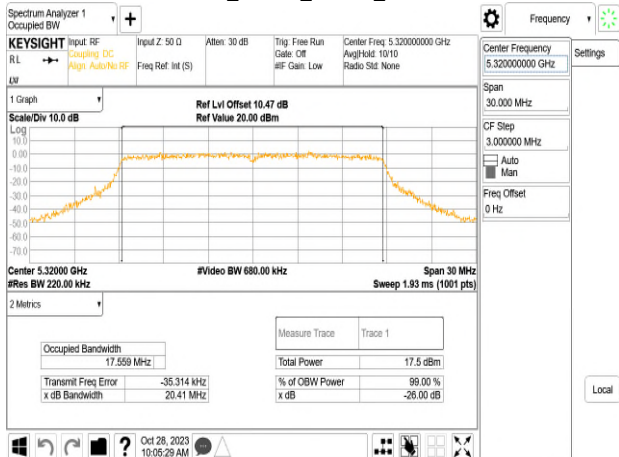 Spectrum Analyzer 1
Occupied BW
KEYSIGHT
RL
Input: RF
Coupling: DC
Align: Auto/No RF
Input Z: 50 Ω
Freq Ref: Int (S)
Atten: 30 dB
Trig: Free Run
Gate: Off
#IF Gain: Low
Center Freq: 5.320000000 GHz
Avg|Hold: 10/10
Radio Std: None
LXI
1 Graph
Scale/Div 10.0 dB
Ref Lvl Offset 10.47 dB
Ref Value 20.00 dBm
Log
10.0
0.00
-10.0
-20.0
-30.0
-40.0
-50.0
-60.0
-70.0
Center 5.32000 GHz
#Res BW 220.00 kHz
#Video BW 680.00 kHz
Span 30 MHz
Sweep 1.93 ms (1001 pts)
2 Metrics
Measure Trace Trace 1
Occupied Bandwidth
17.559 MHz
Total Power 17.5 dBm
Transmit Freq Error -35.314 kHz
% of OBW Power 99.00 %
x dB Bandwidth 20.41 MHz
x dB -26.00 dB
Oct 28, 2023
10:05:29 AM
Frequency
Center Frequency
5.320000000 GHz
Settings
Span
30.000 MHz
CF Step
3.000000 MHz
Auto
Man
Freq Offset
0 Hz
Local